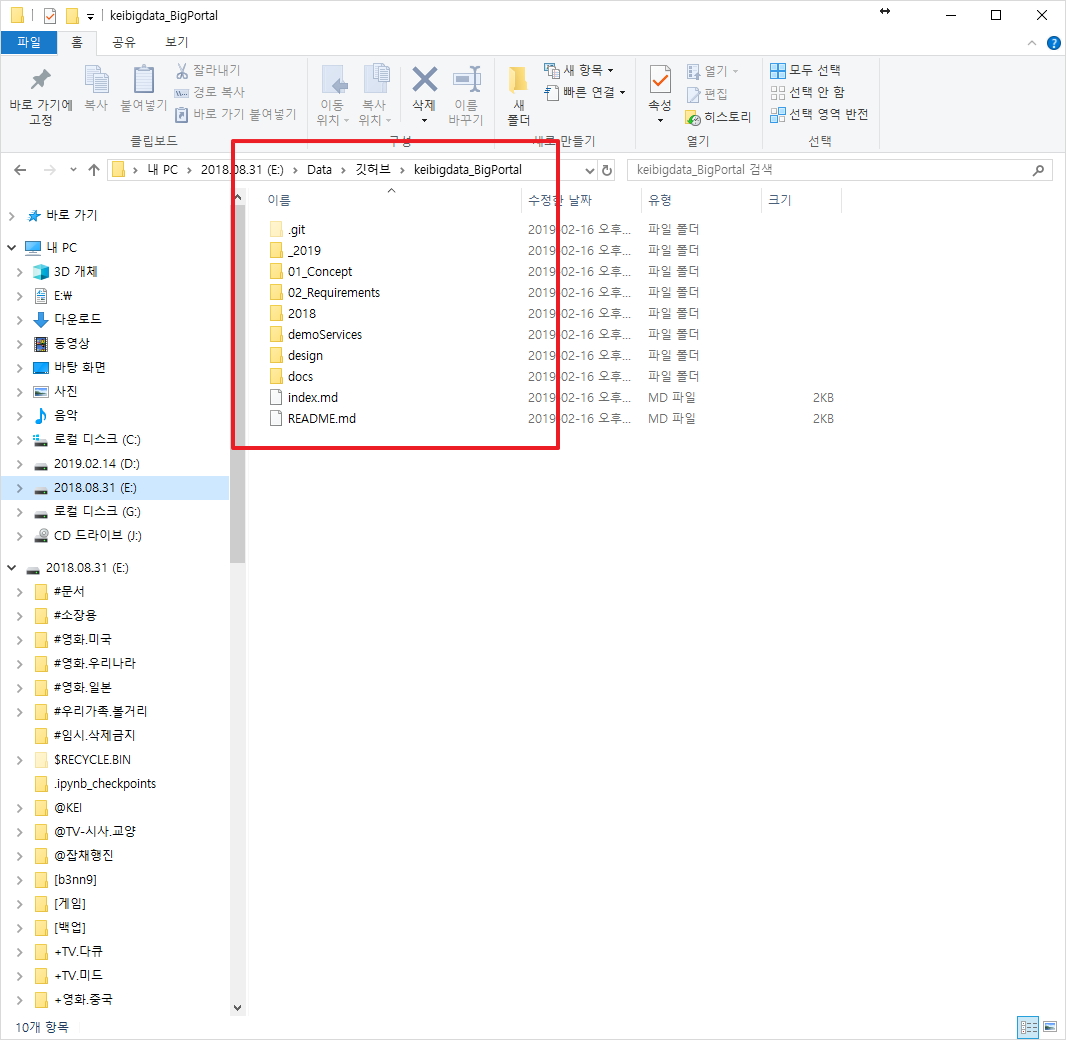 keibigdata_BigPortal
파일 홈 공유 보기
바로 가기에 고정
복사
붙여넣기
잘라내기
경로 복사
바로 가기 붙여넣기
클립보드
이동 위치
복사 위치
삭제
이름 바꾸기
구성
새 폴더
새 항목
빠른 연결
새로 만들기
속성
열기
편집
히스토리
열기
모두 선택
선택 안 함
선택 영역 반전
선택
내 PC > 2018.08.31 (E:) > Data > 깃허브 > keibigdata_BigPortal
keibigdata_BigPortal 검색
바로 가기
내 PC
3D 개체
E:₩
다운로드
동영상
바탕 화면
사진
음악
로컬 디스크 (C:)
2019.02.14 (D:)
2018.08.31 (E:)
로컬 디스크 (G:)
CD 드라이브 (J:)
2018.08.31 (E:)
#문서
#소장용
#영화.미국
#영화.우리나라
#영화.일본
#우리가족.볼거리
#임시.삭제금지
$RECYCLE.BIN
.ipynb_checkpoints
@KEI
@TV-시사.교양
@잡채행진
[b3nn9]
[게임]
[백업]
+TV.다큐
+TV.미드
+영화.중국
이름 수정한 날짜 유형 크기
.git 2019-02-16 오후... 파일 폴더
_2019 2019-02-16 오후... 파일 폴더
01_Concept 2019-02-16 오후... 파일 폴더
02_Requirements 2019-02-16 오후... 파일 폴더
2018 2019-02-16 오후... 파일 폴더
demoServices 2019-02-16 오후... 파일 폴더
design 2019-02-16 오후... 파일 폴더
docs 2019-02-16 오후... 파일 폴더
index.md 2019-02-16 오후... MD 파일 2KB
README.md 2019-02-16 오후... MD 파일 2KB
10개 항목